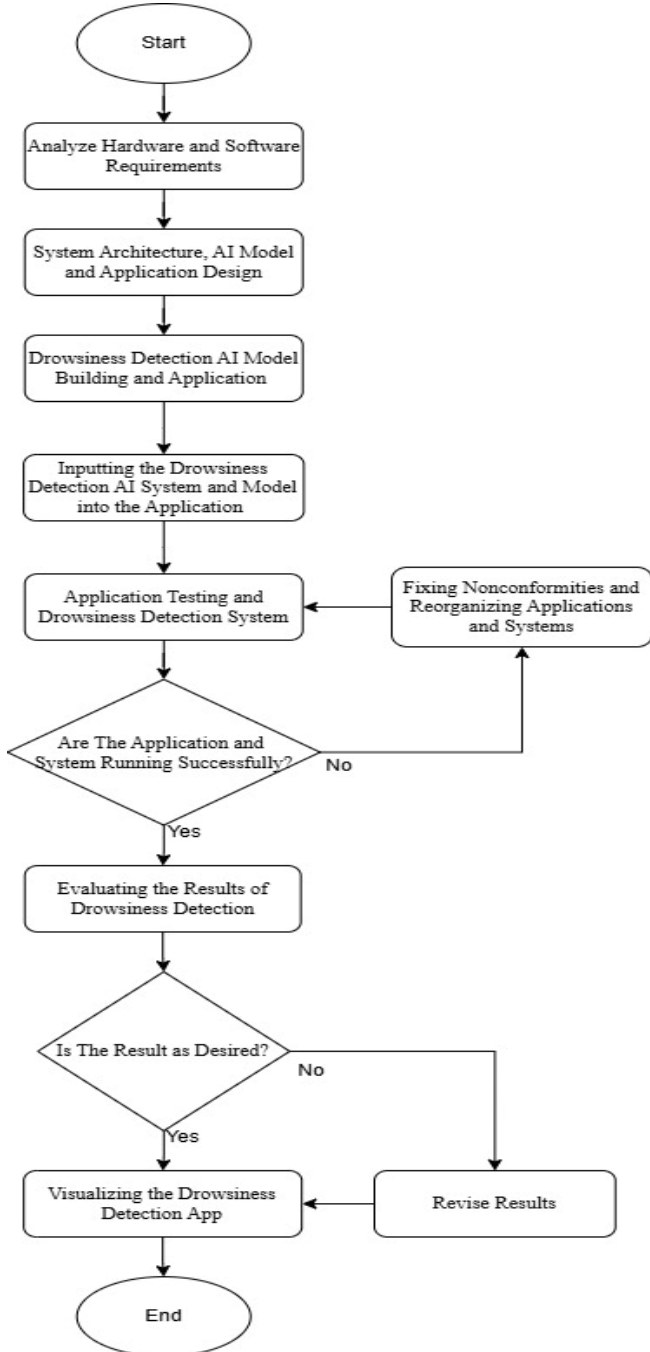 Start
Analyze Hardware and Software
Requirements
System Architecture, AI Model
and Application Design
Drowsiness Detection AI Model
Building and Application
Inputting the Drowsiness
Detection AI System and Model
into the Application
Application Testing and
Drowsiness Detection System
Fixing Nonconformities and
Reorganizing Applications
and Systems
Are The Application and
System Running Successfully?
No
Yes
Evaluating the Results of
Drowsiness Detection
Is The Result as Desired?
No
Yes
Visualizing the Drowsiness
Detection App
Revise Results
End